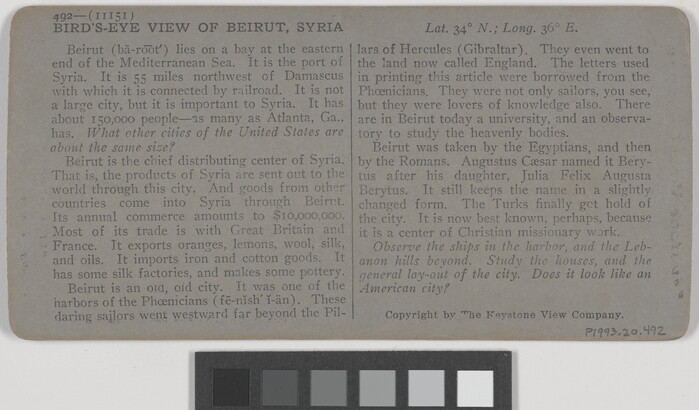 492—(11151)
BIRD'S-EYE VIEW OF BEIRUT, SYRIA
Lat. 34° N.; Long. 36° E.
Beirut (bā-ro͞ot′) lies on a bay at the eastern
end of the Mediterranean Sea. It is the port of
Syria. It is 55 miles northwest of Damascus
with which it is connected by railroad. It is not
a large city, but it is important to Syria. It has
about 150,000 people—as many as Atlanta, Ga.,
has. What other cities of the United States are
about the same size?
Beirut is the chief distributing center of Syria.
That is, the products of Syria are sent out to the
world through this city. And goods from other
countries come into Syria through Beirut.
Its annual commerce amounts to $10,000,000.
Most of its trade is with Great Britain and
France. It exports oranges, lemons, wool, silk,
and oils. It imports iron and cotton goods. It
has some silk factories, and makes some pottery.
Beirut is an old, old city. It was one of the
harbors of the Phœnicians (fē-nĭsh′ ĭ-än). These
daring sailors went westward far beyond the Pil-
lars of Hercules (Gibraltar). They even went to
the land now called England. The letters used
in printing this article were borrowed from the
Phœnicians. They were not only sailors, you see,
but they were lovers of knowledge also. There
are in Beirut today a university, and an observa-
tory to study the heavenly bodies.
Beirut was taken by the Egyptians, and then
by the Romans. Augustus Cæsar named it Bery-
tus after his daughter, Julia Felix Augusta
Berytus. It still keeps the name in a slightly
changed form. The Turks finally got hold of
the city. It is now best known, perhaps, because
it is a center of Christian missionary work.
Observe the ships in the harbor, and the Leb-
anon hills beyond. Study the houses, and the
general lay-out of the city. Does it look like an
American city?
Copyright by The Keystone View Company.
P1993.20.492